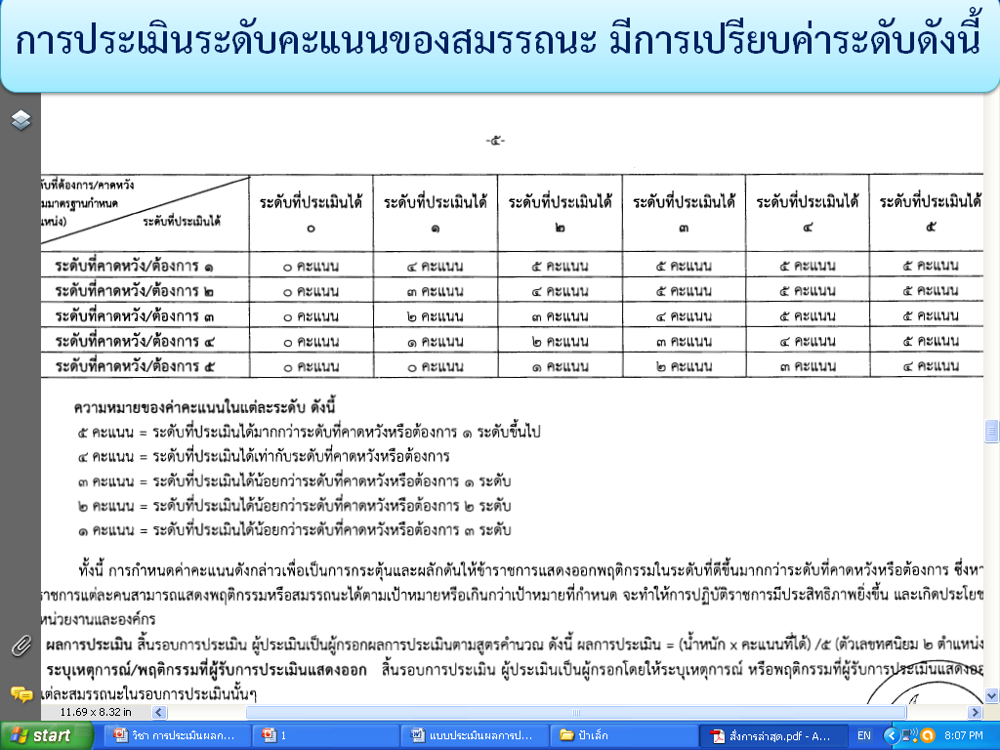 การประเมินระดับคะแนนของสมรรถนะ มีการเปรียบค่าระดับดังนี้
-๕-
ับที่ต้องการ/คาดหวัง
มมาตรฐานกำหนด
แหน่ง)
ระดับที่ประเมินได้
ระดับที่ประเมินได้ ๐ ระดับที่ประเมินได้ ๑ ระดับที่ประเมินได้ ๒ ระดับที่ประเมินได้ ๓ ระดับที่ประเมินได้ ๔ ระดับที่ประเมินได้ ๕
ระดับที่คาดหวัง/ต้องการ ๑ ๐ คะแนน ๔ คะแนน ๕ คะแนน ๕ คะแนน ๕ คะแนน ๕ คะแนน
ระดับที่คาดหวัง/ต้องการ ๒ ๐ คะแนน ๓ คะแนน ๔ คะแนน ๕ คะแนน ๕ คะแนน ๕ คะแนน
ระดับที่คาดหวัง/ต้องการ ๓ ๐ คะแนน ๒ คะแนน ๓ คะแนน ๔ คะแนน ๕ คะแนน ๕ คะแนน
ระดับที่คาดหวัง/ต้องการ ๔ ๐ คะแนน ๑ คะแนน ๒ คะแนน ๓ คะแนน ๔ คะแนน ๕ คะแนน
ระดับที่คาดหวัง/ต้องการ ๕ ๐ คะแนน ๐ คะแนน ๑ คะแนน ๒ คะแนน ๓ คะแนน ๔ คะแนน
ความหมายของค่าคะแนนในแต่ละระดับ ดังนี้
๕ คะแนน = ระดับที่ประเมินได้มากกว่าระดับที่คาดหวังหรือต้องการ ๑ ระดับขึ้นไป
๔ คะแนน = ระดับที่ประเมินได้เท่ากับระดับที่คาดหวังหรือต้องการ
๓ คะแนน = ระดับที่ประเมินได้น้อยกว่าระดับที่คาดหวังหรือต้องการ ๑ ระดับ
๒ คะแนน = ระดับที่ประเมินได้น้อยกว่าระดับที่คาดหวังหรือต้องการ ๒ ระดับ
๑ คะแนน = ระดับที่ประเมินได้น้อยกว่าระดับที่คาดหวังหรือต้องการ ๓ ระดับ
ทั้งนี้ การกำหนดค่าคะแนนดังกล่าวเพื่อเป็นการกระตุ้นและผลักดันให้ข้าราชการแสดงออกพฤติกรรมในระดับที่ดีขึ้นมากกว่าระดับที่คาดหวังหรือต้องการ ซึ่งหา
ราชการแต่ละคนสามารถแสดงพฤติกรรมหรือสมรรถนะได้ตามเป้าหมายหรือเกินกว่าเป้าหมายที่กำหนด จะทำให้การปฏิบัติราชการมีประสิทธิภาพยิ่งขึ้น และเกิดประโยช
หน่วยงานและองค์กร
ผลการประเมิน สิ้นรอบการประเมิน ผู้ประเมินเป็นผู้กรอกผลการประเมินตามสูตรคำนวณ ดังนี้ ผลการประเมิน = (น้ำหนัก x คะแนนที่ได้) /๕ (ตัวเลขทศนิยม ๒ ตำแหน่ง
ระบุเหตุการณ์/พฤติกรรมที่ผู้รับการประเมินแสดงออก สิ้นรอบการประเมิน ผู้ประเมินเป็นผู้กรอกโดยให้ระบุเหตุการณ์ หรือพฤติกรรมที่ผู้รับการประเมินแสดงออ
แต่ละสมรรถนะในรอบการประเมินนั้นๆ
11.69 x 8.32 in
start วิชา การประเมินผลก... 1 แบบประเมินผลการป... ป้าเล็ก สั่งการล่าสุด.pdf - A... EN 8:07 PM